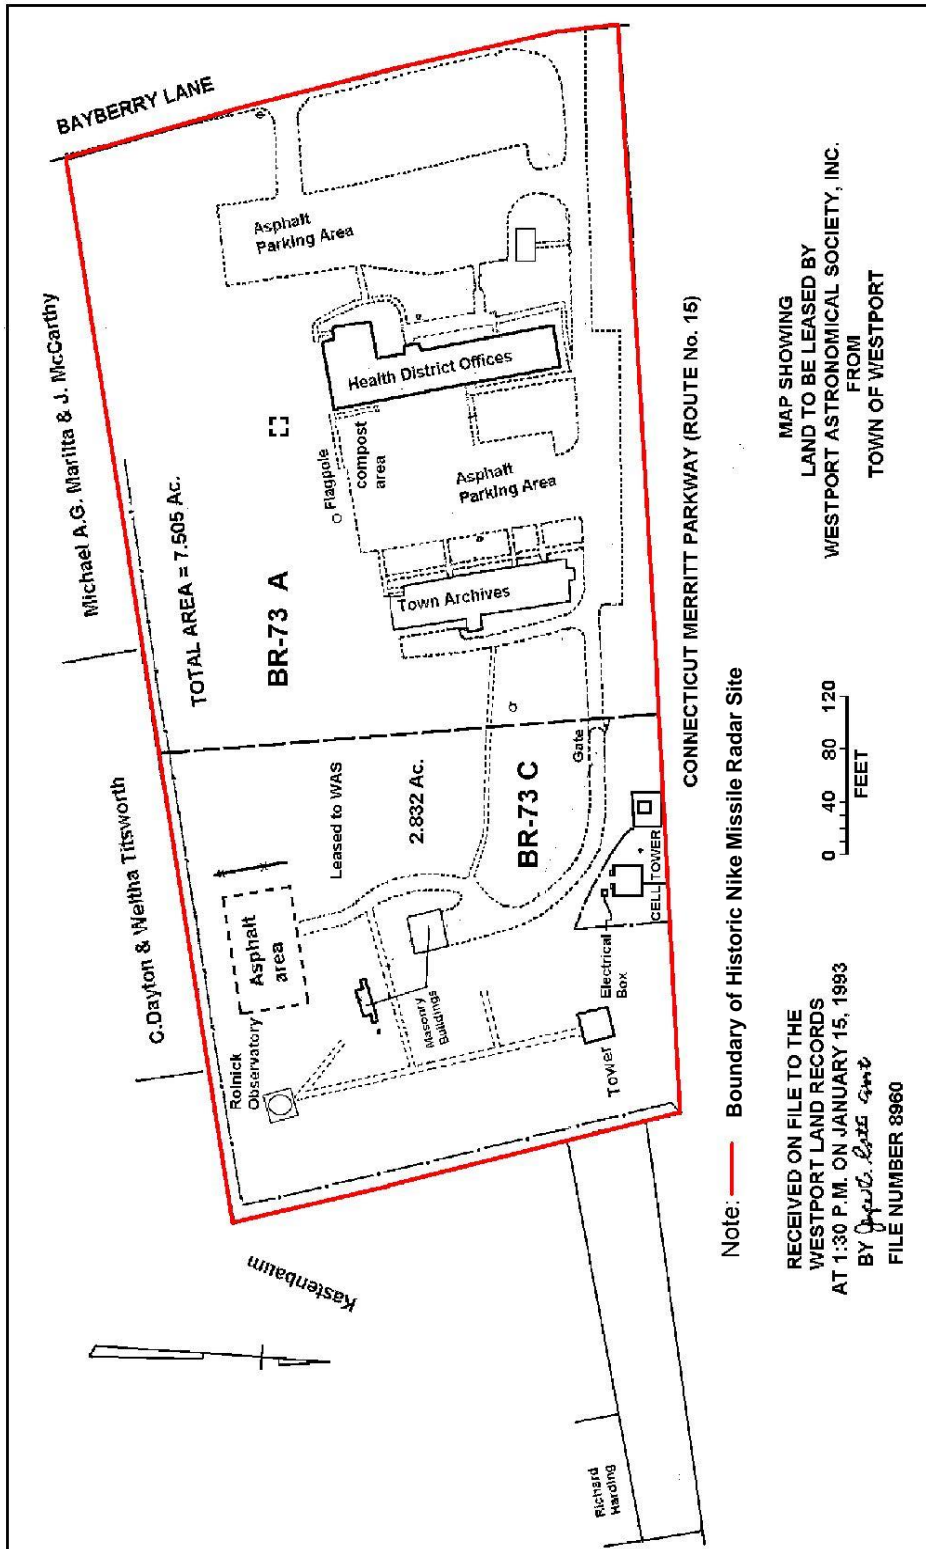 BAYBERRY LANE
Michael A.G. Marilta & J. McCarthy
C.Dayton & Weltha Titsworth
Kastenbaum
Richard
Harding
TOTAL AREA = 7.505 Ac.
BR-73 A
Asphalt
Parking Area
Health District Offices
Flagpole
compost
area
Asphalt
Parking Area
Town Archives
Leased to WAS
2.832 Ac.
BR-73 C
Gate
Asphalt
area
Rolnick
Observatory
Masonry
Buildings
Tower
Electrical
Box
CELL TOWER
CONNECTICUT MERRITT PARKWAY (ROUTE No. 15)
Note: Boundary of Historic Nike Missile Radar Site
RECEIVED ON FILE TO THE
WESTPORT LAND RECORDS
AT 1:30 P.M. ON JANUARY 15, 1993
BY
FILE NUMBER 8960
0 40 80 120
FEET
MAP SHOWING
LAND TO BE LEASED BY
WESTPORT ASTRONOMICAL SOCIETY, INC.
FROM
TOWN OF WESTPORT